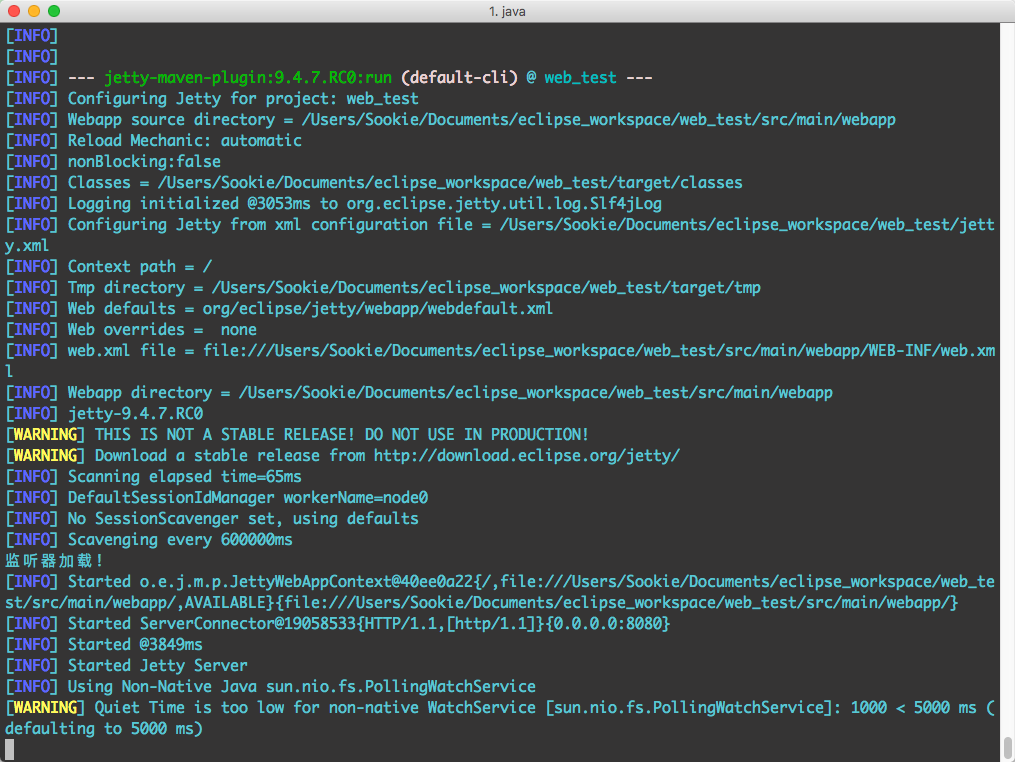 1. java
[INFO]
[INFO]
[INFO] --- jetty-maven-plugin:9.4.7.RC0:run (default-cli) @ web_test ---
[INFO] Configuring Jetty for project: web_test
[INFO] Webapp source directory = /Users/Sookie/Documents/eclipse_workspace/web_test/src/main/webapp
[INFO] Reload Mechanic: automatic
[INFO] nonBlocking:false
[INFO] Classes = /Users/Sookie/Documents/eclipse_workspace/web_test/target/classes
[INFO] Logging initialized @3053ms to org.eclipse.jetty.util.log.Slf4jLog
[INFO] Configuring Jetty from xml configuration file = /Users/Sookie/Documents/eclipse_workspace/web_test/jett
y.xml
[INFO] Context path = /
[INFO] Tmp directory = /Users/Sookie/Documents/eclipse_workspace/web_test/target/tmp
[INFO] Web defaults = org/eclipse/jetty/webapp/webdefault.xml
[INFO] Web overrides =  none
[INFO] web.xml file = file:///Users/Sookie/Documents/eclipse_workspace/web_test/src/main/webapp/WEB-INF/web.xm
l
[INFO] Webapp directory = /Users/Sookie/Documents/eclipse_workspace/web_test/src/main/webapp
[INFO] jetty-9.4.7.RC0
[WARNING] THIS IS NOT A STABLE RELEASE! DO NOT USE IN PRODUCTION!
[WARNING] Download a stable release from http://download.eclipse.org/jetty/
[INFO] Scanning elapsed time=65ms
[INFO] DefaultSessionIdManager workerName=node0
[INFO] No SessionScavenger set, using defaults
[INFO] Scavenging every 600000ms
监听器加载！
[INFO] Started o.e.j.m.p.JettyWebAppContext@40ee0a22{/,file:///Users/Sookie/Documents/eclipse_workspace/web_te
st/src/main/webapp/,AVAILABLE}{file:///Users/Sookie/Documents/eclipse_workspace/web_test/src/main/webapp/}
[INFO] Started ServerConnector@19058533{HTTP/1.1,[http/1.1]}{0.0.0.0:8080}
[INFO] Started @3849ms
[INFO] Started Jetty Server
[INFO] Using Non-Native Java sun.nio.fs.PollingWatchService
[WARNING] Quiet Time is too low for non-native WatchService [sun.nio.fs.PollingWatchService]: 1000 < 5000 ms (
defaulting to 5000 ms)